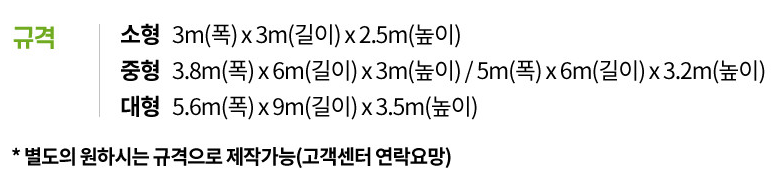 규격
소형 3m(폭) x 3m(길이) x 2.5m(높이)
중형 3.8m(폭) x 6m(길이) x 3m(높이) / 5m(폭) x 6m(길이) x 3.2m(높이)
대형 5.6m(폭) x 9m(길이) x 3.5m(높이)
* 별도의 원하시는 규격으로 제작가능(고객센터 연락요망)